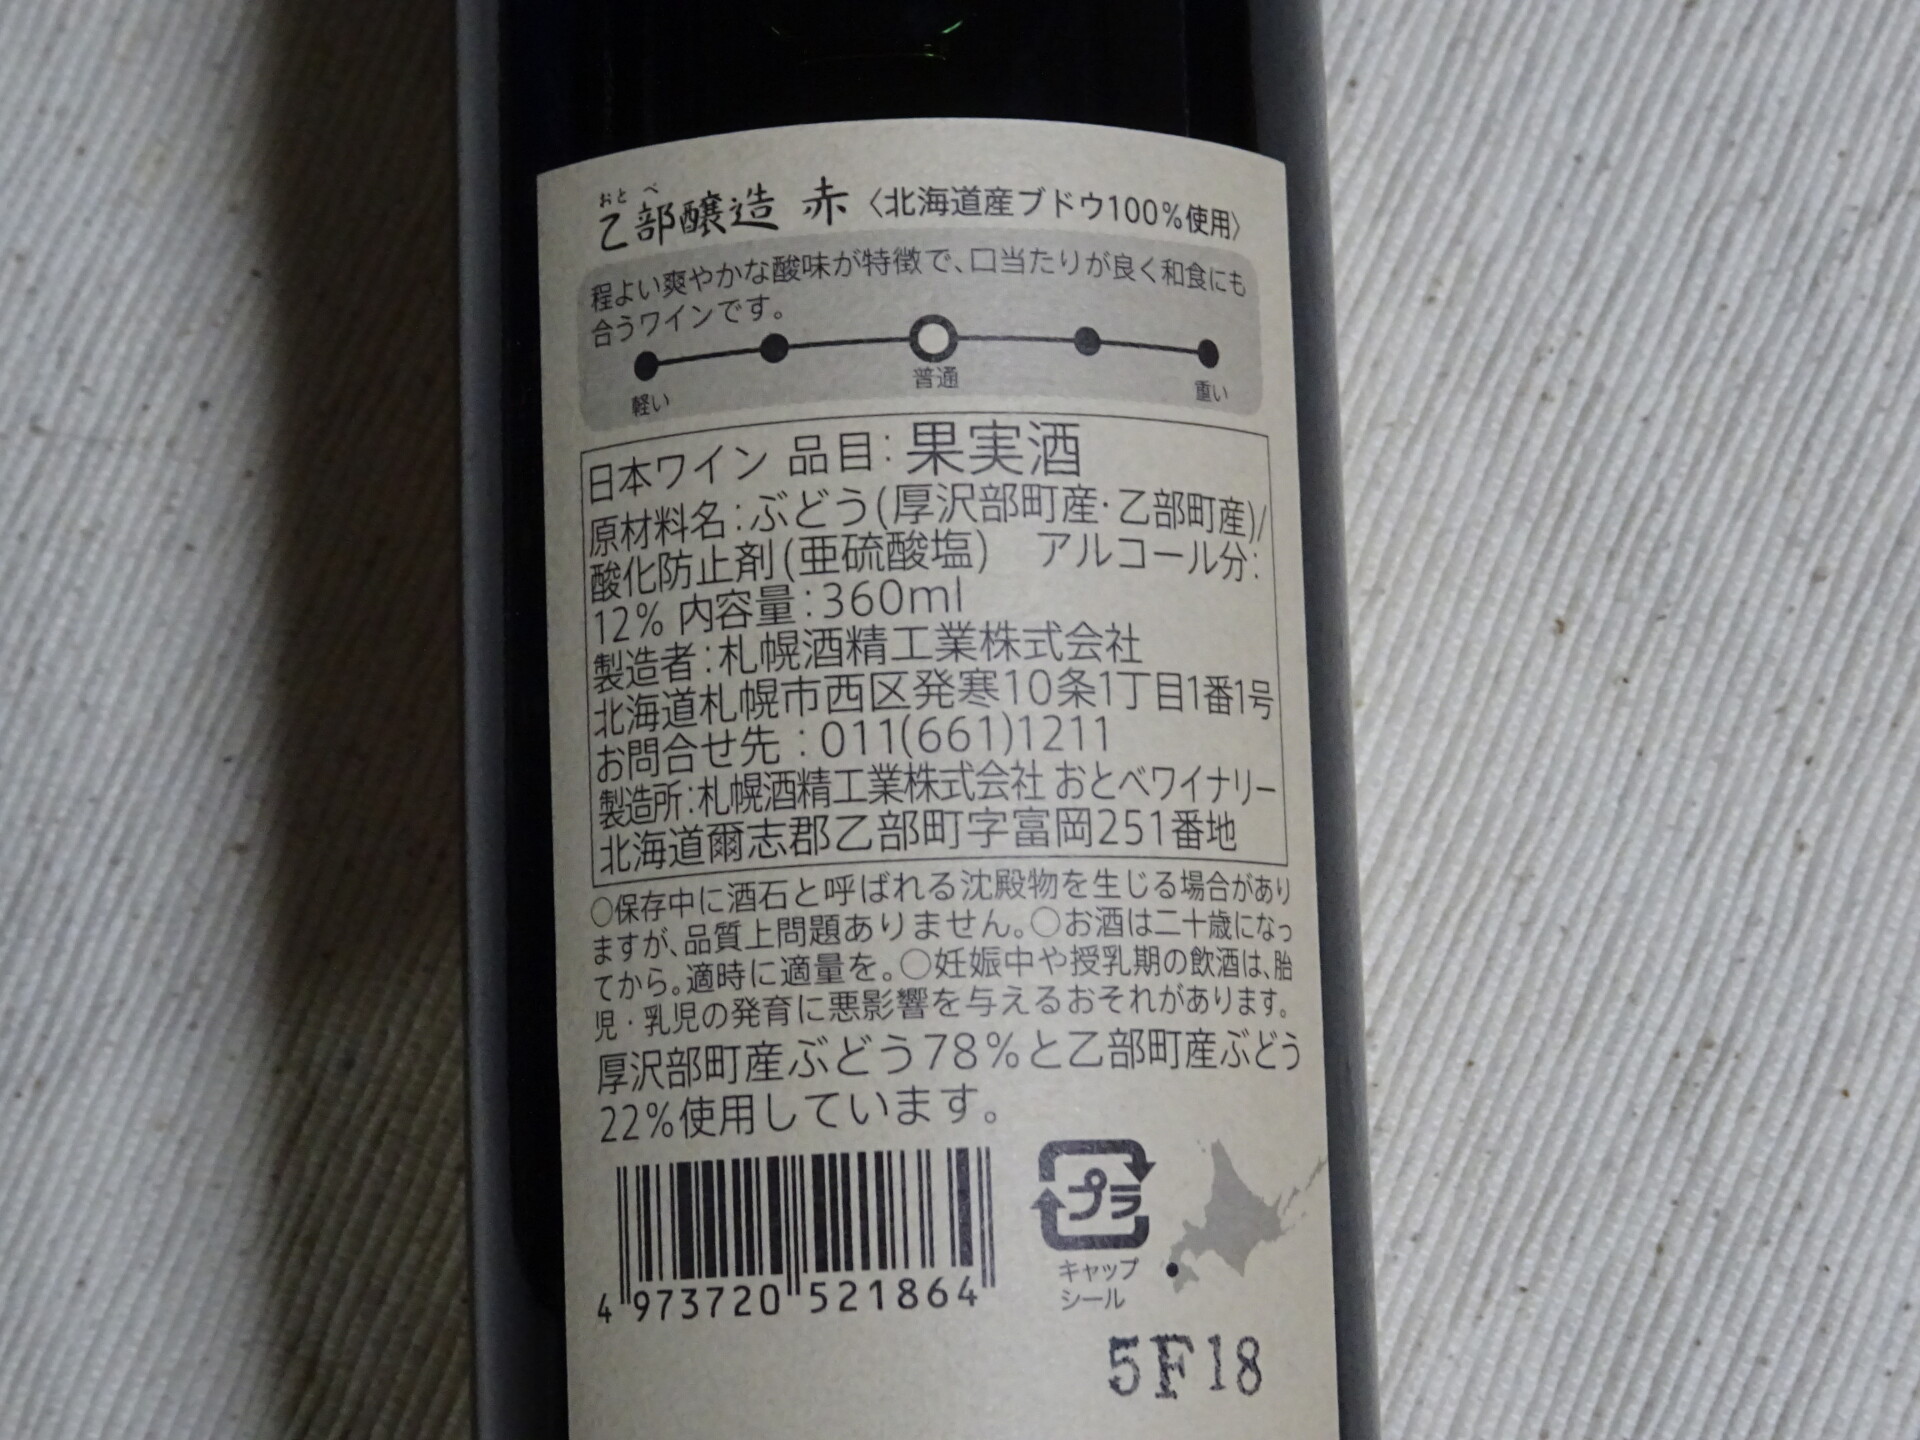 おとべ
乙部醸造 赤〈北海道産ブドウ100%使用〉
程よい爽やかな酸味が特徴で、口当たりが良く和食にも
合うワインです。
軽い 普通 重い
日本ワイン 品目:果実酒
原材料名:ぶどう(厚沢部町産・乙部町産)/
酸化防止剤(亜硫酸塩) アルコール分:
12% 内容量:360ml
製造者:札幌酒精工業株式会社
北海道札幌市西区発寒10条1丁目1番1号
お問合せ先:011(661)1211
製造所:札幌酒精工業株式会社 おとべワイナリー
北海道爾志郡乙部町字富岡251番地
○保存中に酒石と呼ばれる沈殿物を生じる場合があり
ますが、品質上問題ありません。○お酒は二十歳になっ
てから。適時に適量を。○妊娠中や授乳期の飲酒は、胎
児・乳児の発育に悪影響を与えるおそれがあります。
厚沢部町産ぶどう78%と乙部町産ぶどう
22%使用しています。
プラ
キャップ
シール
4 973720 521864
5F18